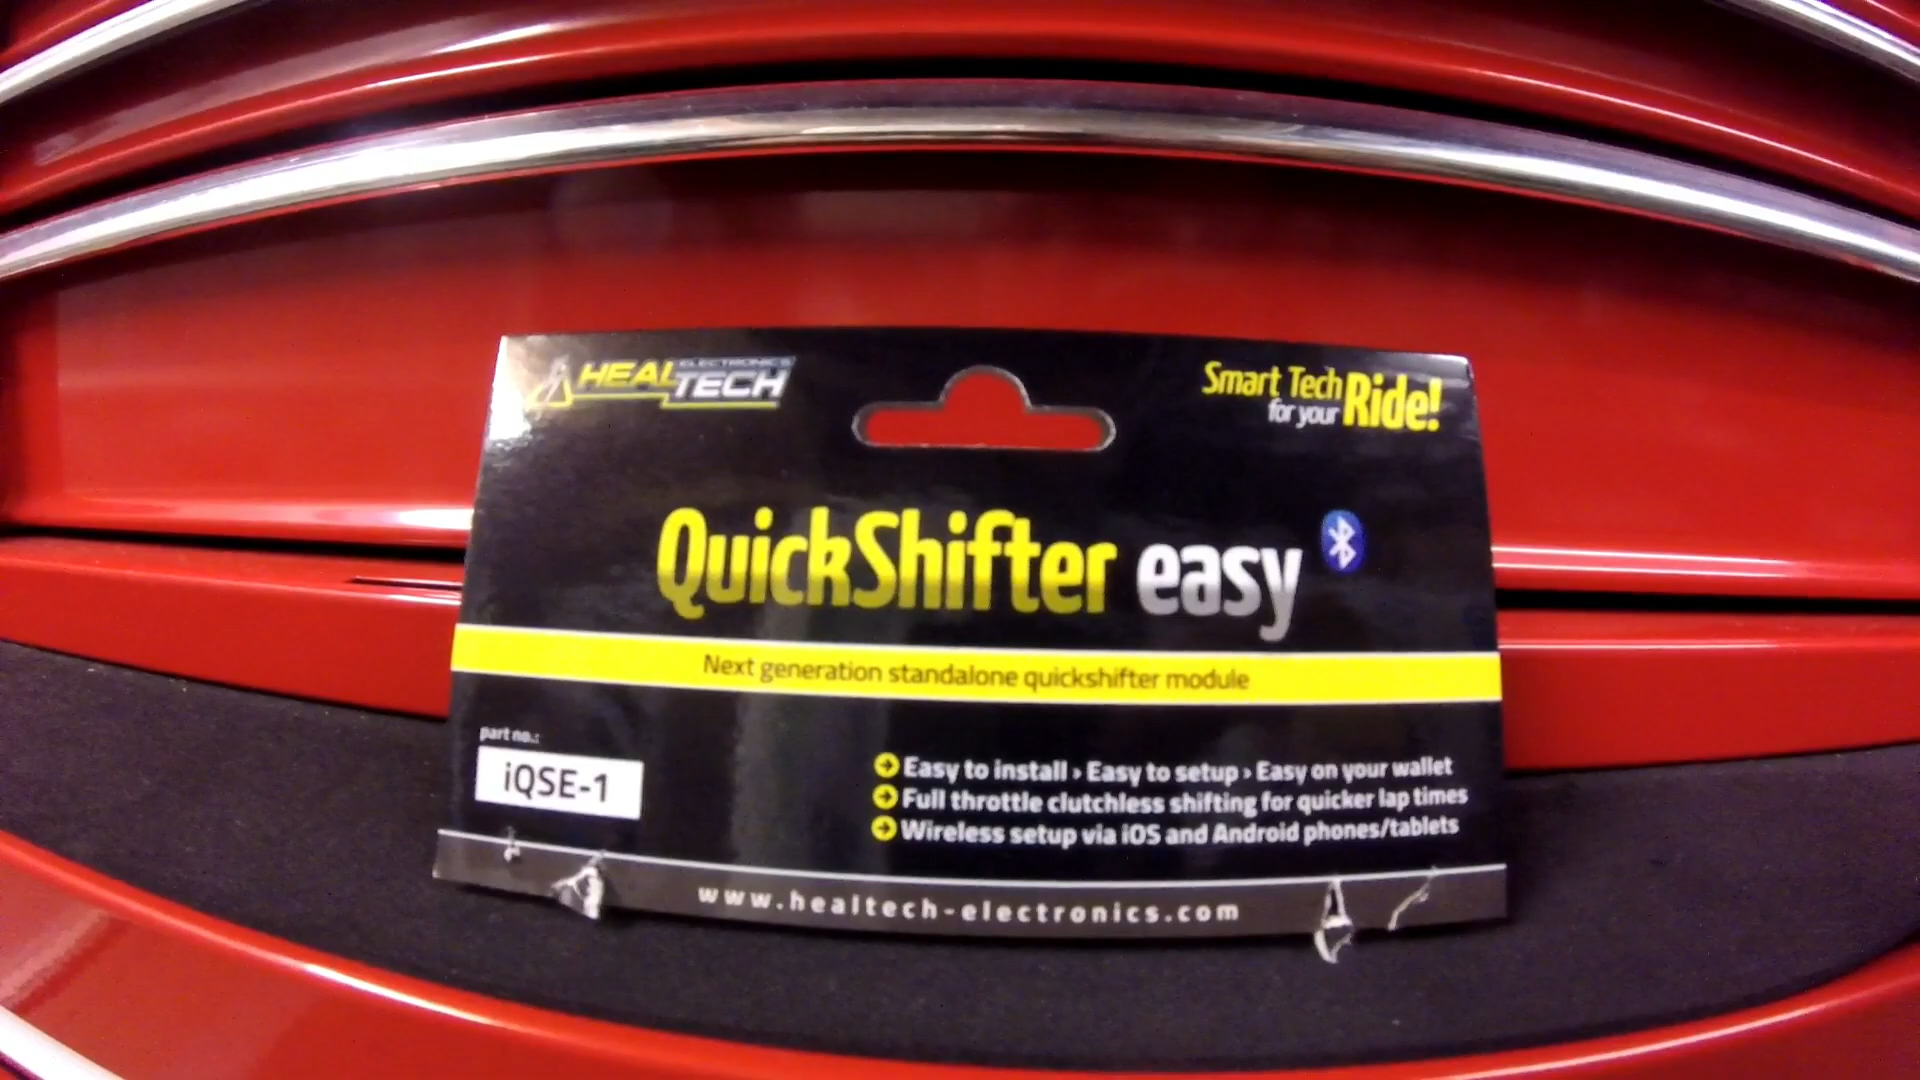 HEALTECH ELECTRONICS
Smart Tech
for your Ride!
QuickShifter easy
Next generation standalone quickshifter module
part no.:
iQSE-1
Easy to install › Easy to setup › Easy on your wallet
Full throttle clutchless shifting for quicker lap times
Wireless setup via iOS and Android phones/tablets
www.healtech-electronics.com